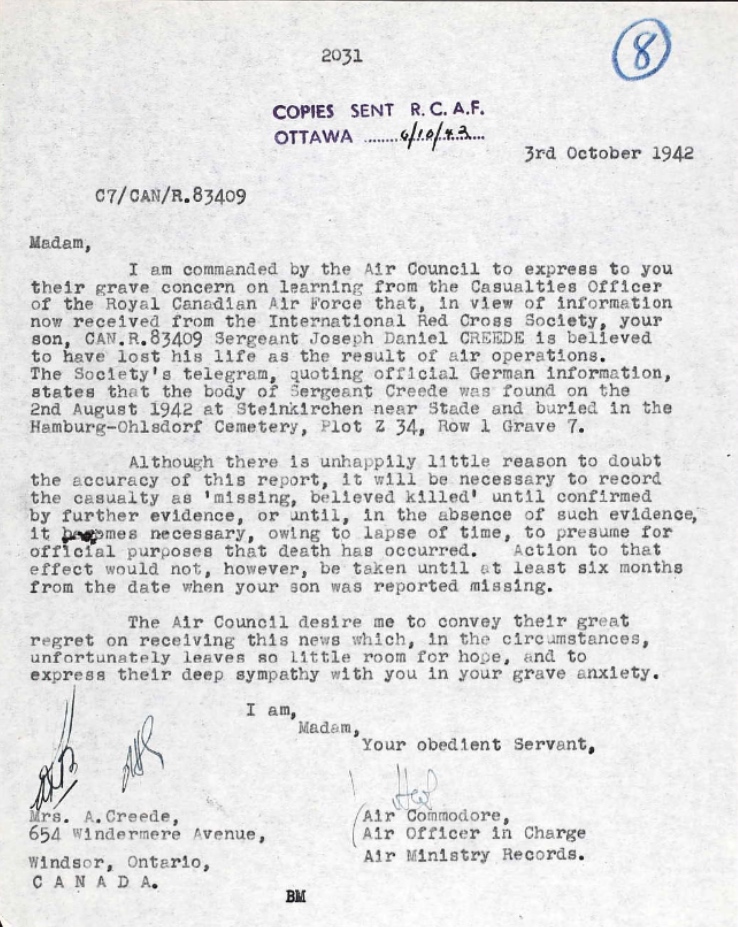 8
2031
COPIES SENT R. C. A. F.
OTTAWA ........6/10/42....
3rd October 1942
C7/CAN/R.83409
Madam,
I am commanded by the Air Council to express to you
their grave concern on learning from the Casualties Officer
of the Royal Canadian Air Force that, in view of information
now received from the International Red Cross Society, your
son, CAN.R.83409 Sergeant Joseph Daniel CREEDE is believed
to have lost his life as the result of air operations.
The Society's telegram, quoting official German information,
states that the body of Sergeant Creede was found on the
2nd August 1942 at Steinkirchen near Stade and buried in the
Hamburg-Ohlsdorf Cemetery, Plot Z 34, Row 1 Grave 7.
Although there is unhappily little reason to doubt
the accuracy of this report, it will be necessary to record
the casualty as 'missing, believed killed' until confirmed
by further evidence, or until, in the absence of such evidence,
it becomes necessary, owing to lapse of time, to presume for
official purposes that death has occurred. Action to that
effect would not, however, be taken until at least six months
from the date when your son was reported missing.
The Air Council desire me to convey their great
regret on receiving this news which, in the circumstances,
unfortunately leaves so little room for hope, and to
express their deep sympathy with you in your grave anxiety.
I am,
Madam,
Your obedient Servant,
Mrs. A.Creede,
654 Windermere Avenue,
Windsor, Ontario,
C A N A D A.
Air Commodore,
Air Officer in Charge
Air Ministry Records.
BM